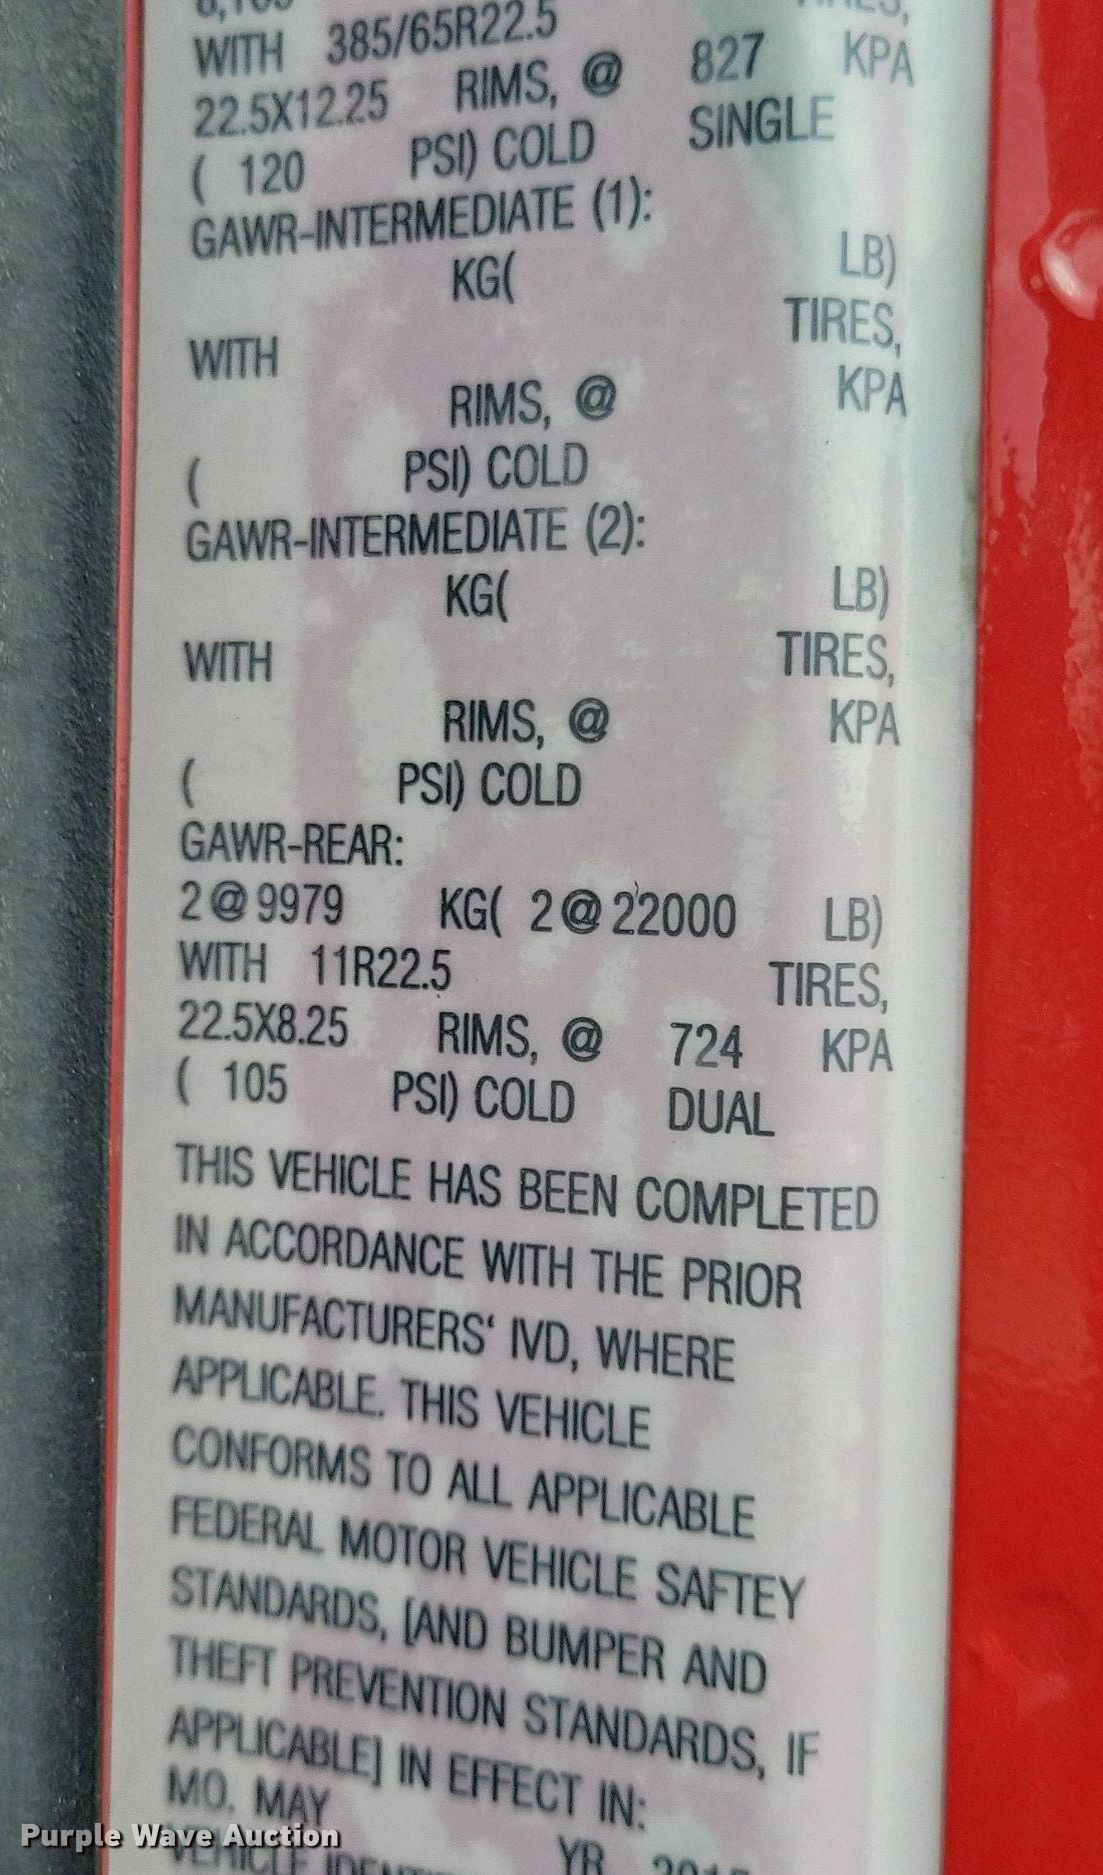 WITH 385/65R22.5 TIRES,
22.5X12.25 RIMS, @ 827 KPA
( 120 PSI) COLD SINGLE
GAWR-INTERMEDIATE (1):
KG( LB)
WITH TIRES,
RIMS, @ KPA
( PSI) COLD
GAWR-INTERMEDIATE (2):
KG( LB)
WITH TIRES,
RIMS, @ KPA
( PSI) COLD
GAWR-REAR:
2@9979 KG( 2@22000 LB)
WITH 11R22.5 TIRES,
22.5X8.25 RIMS, @ 724 KPA
( 105 PSI) COLD DUAL
THIS VEHICLE HAS BEEN COMPLETED
IN ACCORDANCE WITH THE PRIOR
MANUFACTURERS' IVD, WHERE
APPLICABLE. THIS VEHICLE
CONFORMS TO ALL APPLICABLE
FEDERAL MOTOR VEHICLE SAFTEY
STANDARDS, [AND BUMPER AND
THEFT PREVENTION STANDARDS, IF
APPLICABLE] IN EFFECT IN:
MO. MAY YR
VEHICLE
Purple Wave Auction